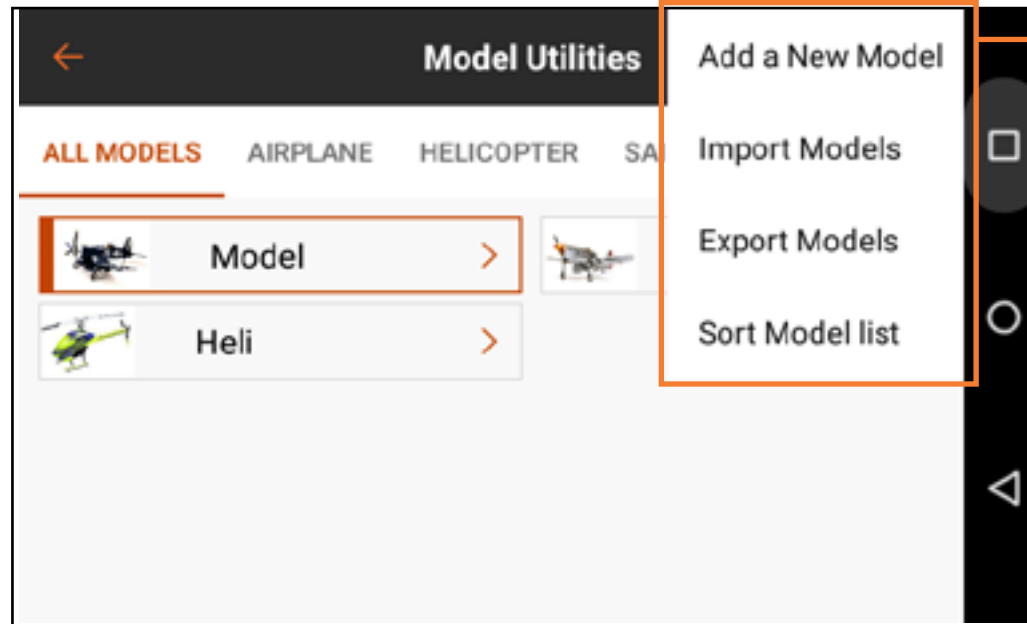 Model Utilities
ALL MODELS AIRPLANE HELICOPTER
Model
Heli
Add a New Model
Import Models
Export Models
Sort Model list